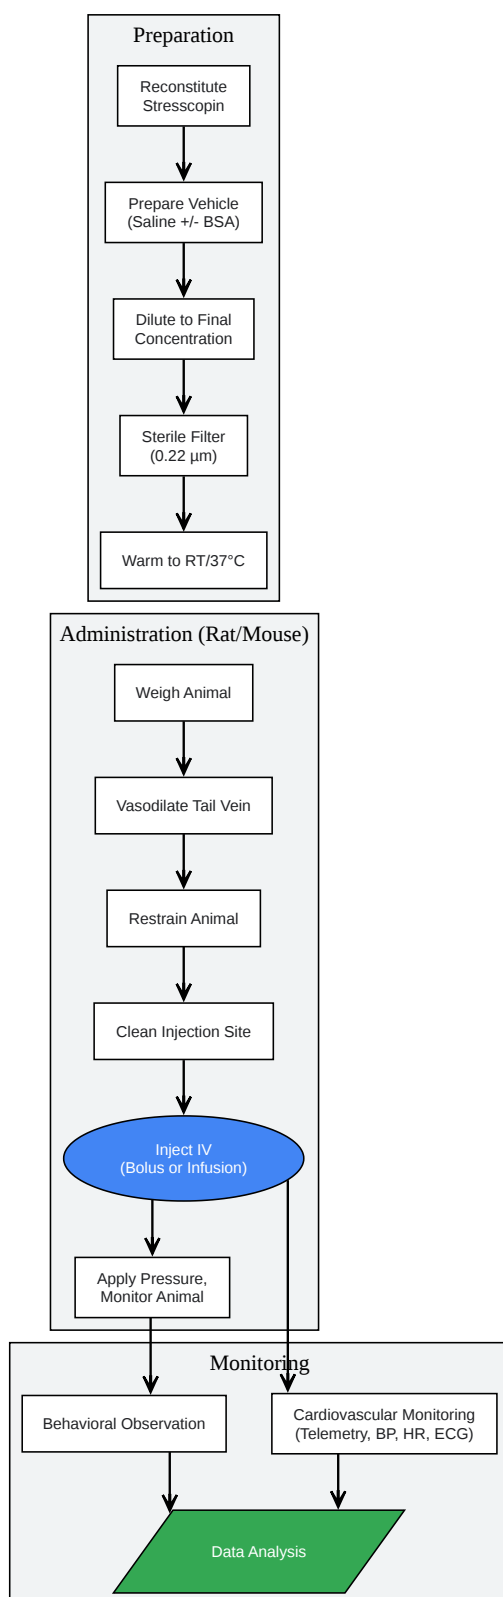 Preparation
Reconstitute
Stresscopin
Prepare Vehicle
(Saline +/- BSA)
Dilute to Final
Concentration
Sterile Filter
(0.22 µm)
Warm to RT/37°C
Administration (Rat/Mouse)
Weigh Animal
Vasodilate Tail Vein
Restrain Animal
Clean Injection Site
Inject IV
(Bolus or Infusion)
Apply Pressure,
Monitor Animal
Monitoring
Behavioral Observation
Cardiovascular Monitoring
(Telemetry, BP, HR, ECG)
Data Analysis